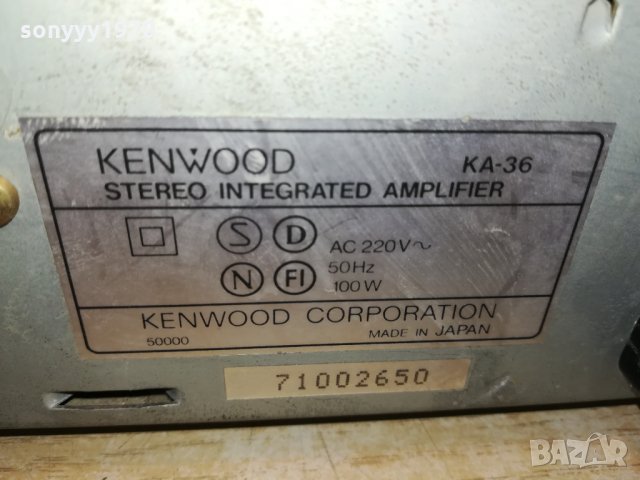 KENWOOD KA-36
STEREO INTEGRATED AMPLIFIER
S D AC 220V~
N FI 50Hz
100W
KENWOOD CORPORATION
50000 MADE IN JAPAN
71002650
BAZAR
bg